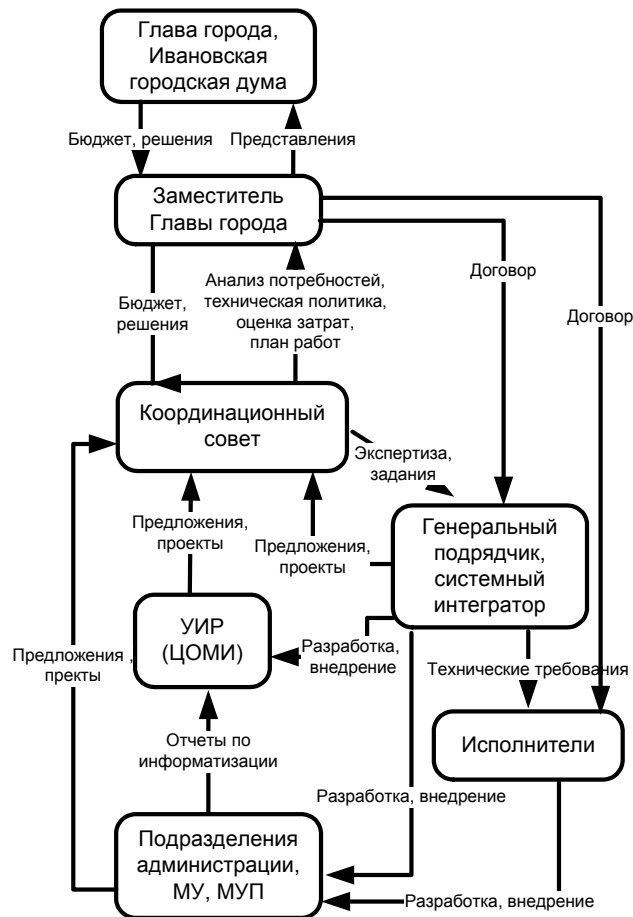 Глава города,
Ивановская
городская дума
Бюджет, решения
Представления
Заместитель
Главы города
Бюджет,
решения
Анализ потребностей,
техническая политика,
оценка затрат,
план работ
Договор
Договор
Координационный
совет
Экспертиза,
задания
Предложения,
проекты
Предложения,
проекты
Генеральный
подрядчик,
системный
интегратор
УИР
(ЦОМИ)
Разработка,
внедрение
Предложения ,
пректы
Технические требования
Отчеты по
информатизации
Исполнители
Разработка, внедрение
Подразделения
администрации,
МУ, МУП
Разработка, внедрение